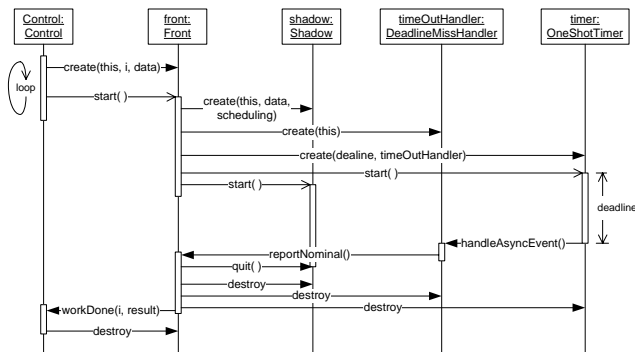 Control:
Control
front:
Front
shadow:
Shadow
timeOutHandler:
DeadlineMissHandler
timer:
OneShotTimer
create(this, i, data)
loop
start( )
create(this, data,
scheduling)
create(this)
create(dealine, timeOutHandler)
start( )
start( )
deadline
handleAsyncEvent()
reportNominal()
quit( )
destroy
destroy
workDone(i, result)
destroy
destroy